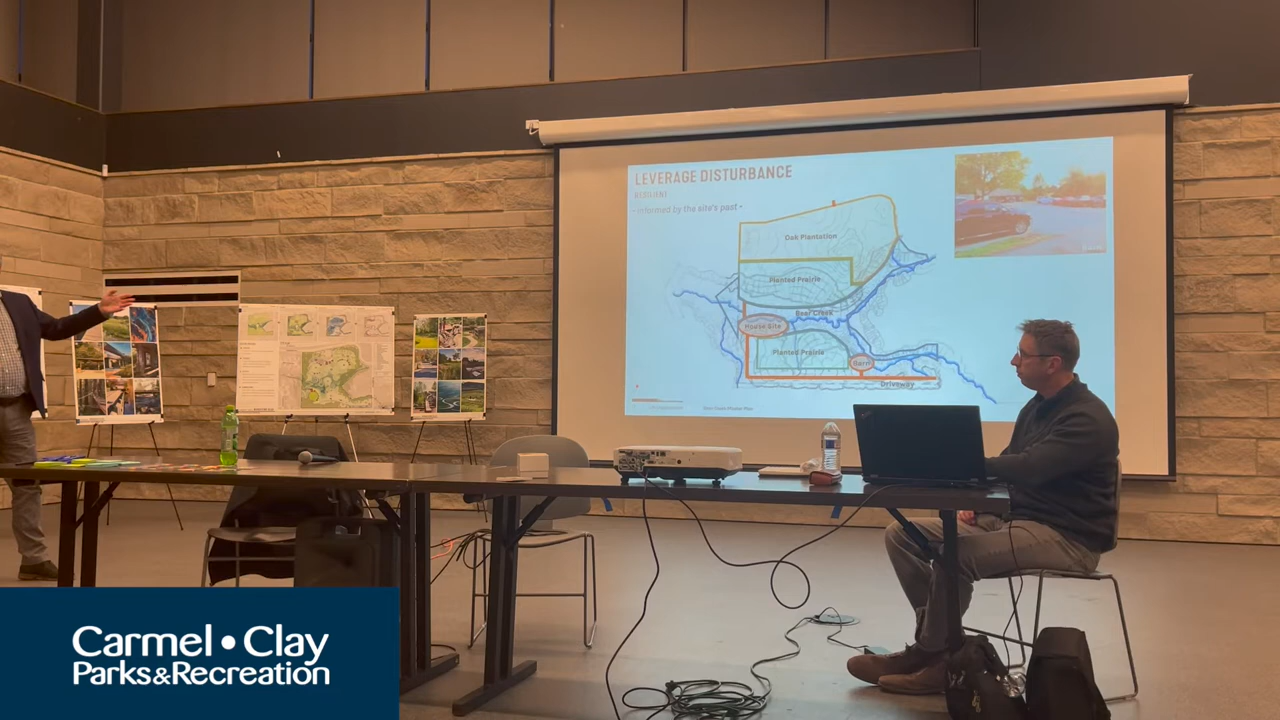 LEVERAGE DISTURBANCE
RESILIENT
- informed by the site's past -
Oak Plantation
Planted Prairie
Bear Creek
House Site
Planted Prairie
Barn
Driveway
Carmel • Clay
Parks&Recreation